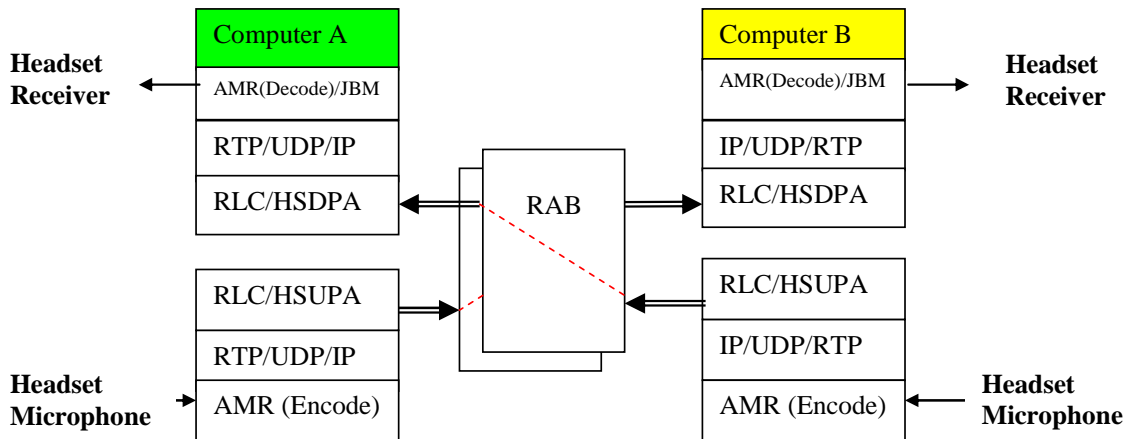 Computer A
Headset
Receiver
AMR(Decode)/JBM
RTP/UDP/IP
RLC/HSDPA
RLC/HSUPA
RTP/UDP/IP
Headset
Microphone
AMR (Encode)
RAB
Computer B
AMR(Decode)/JBM
Headset
Receiver
IP/UDP/RTP
RLC/HSDPA
RLC/HSUPA
IP/UDP/RTP
AMR (Encode)
Headset
Microphone